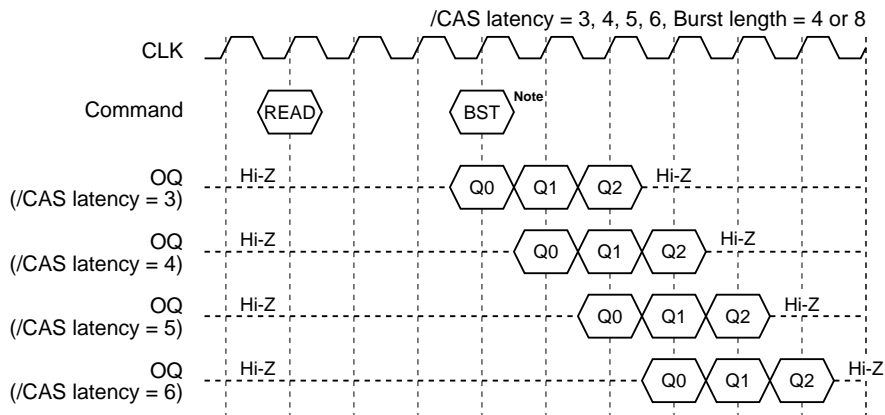 /CAS latency = 3, 4, 5, 6, Burst length = 4 or 8
CLK
Command
READ
BST
Note
OQ
(/CAS latency = 3)
Hi-Z
Q0
Q1
Q2
Hi-Z
OQ
(/CAS latency = 4)
Hi-Z
Q0
Q1
Q2
Hi-Z
OQ
(/CAS latency = 5)
Hi-Z
Q0
Q1
Q2
Hi-Z
OQ
(/CAS latency = 6)
Hi-Z
Q0
Q1
Q2
Hi-Z